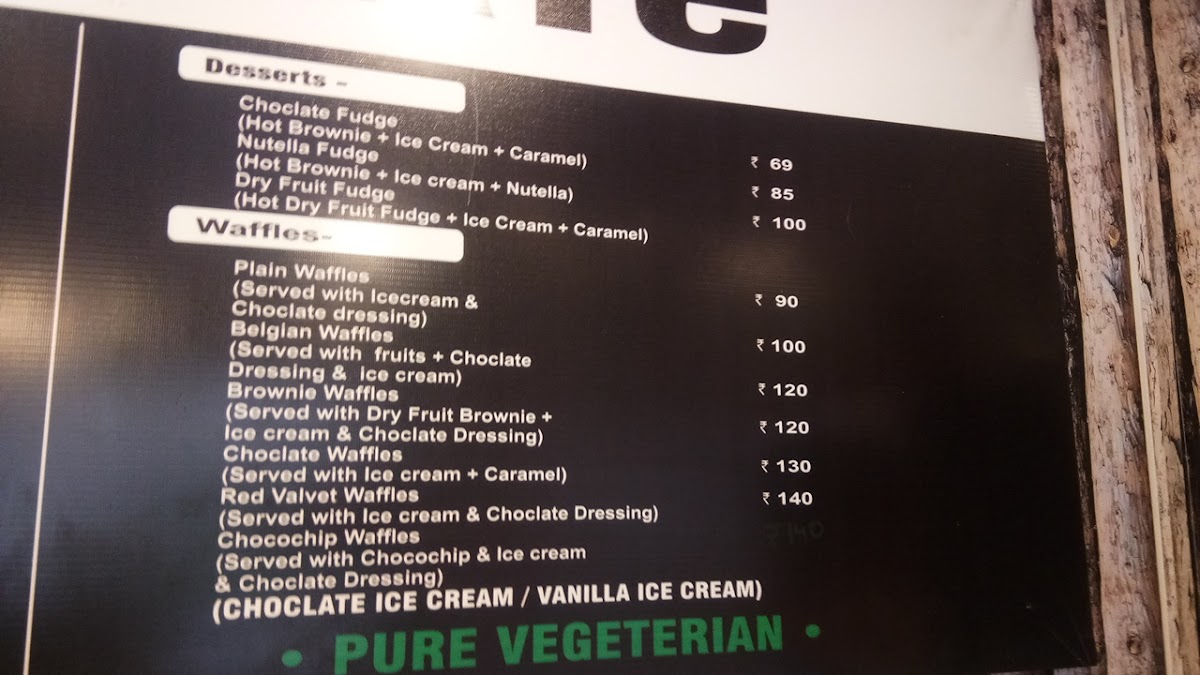 Desserts -
Choclate Fudge
(Hot Brownie + Ice Cream + Caramel) ₹ 69
Nutella Fudge
(Hot Brownie + Ice cream + Nutella) ₹ 85
Dry Fruit Fudge
(Hot Dry Fruit Fudge + Ice Cream + Caramel) ₹ 100
Waffles-
Plain Waffles
(Served with Icecream & ₹ 90
Choclate dressing)
Belgian Waffles
(Served with fruits + Choclate ₹ 100
Dressing & Ice cream)
Brownie Waffles ₹ 120
(Served with Dry Fruit Brownie +
Ice cream & Choclate Dressing) ₹ 120
Choclate Waffles
(Served with Ice cream + Caramel) ₹ 130
Red Valvet Waffles ₹ 140
(Served with Ice cream & Choclate Dressing)
Chocochip Waffles ₹140
(Served with Chocochip & Ice cream
& Choclate Dressing)
(CHOCLATE ICE CREAM / VANILLA ICE CREAM)
• PURE VEGETERIAN •